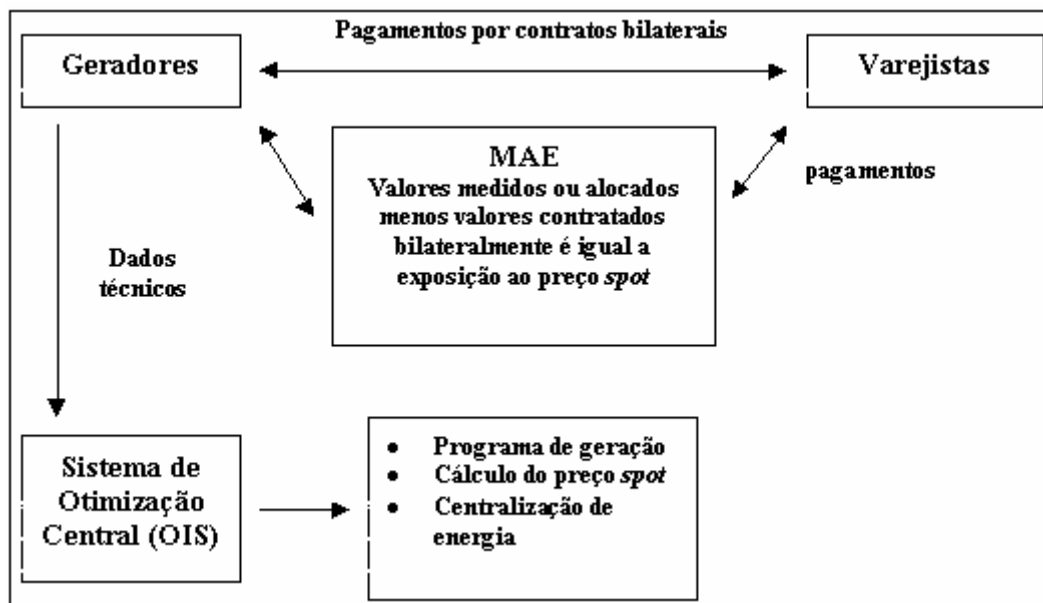 Pagamentos por contratos bilaterais
Geradores
Varejistas
MAE
Valores medidos ou alocados
menos valores contratados
bilateralmente é igual a
exposição ao preço spot
pagamentos
Dados
técnicos
Sistema de
Otimização
Central (OIS)
• Programa de geração
• Cálculo do preço spot
• Centralização de
energia